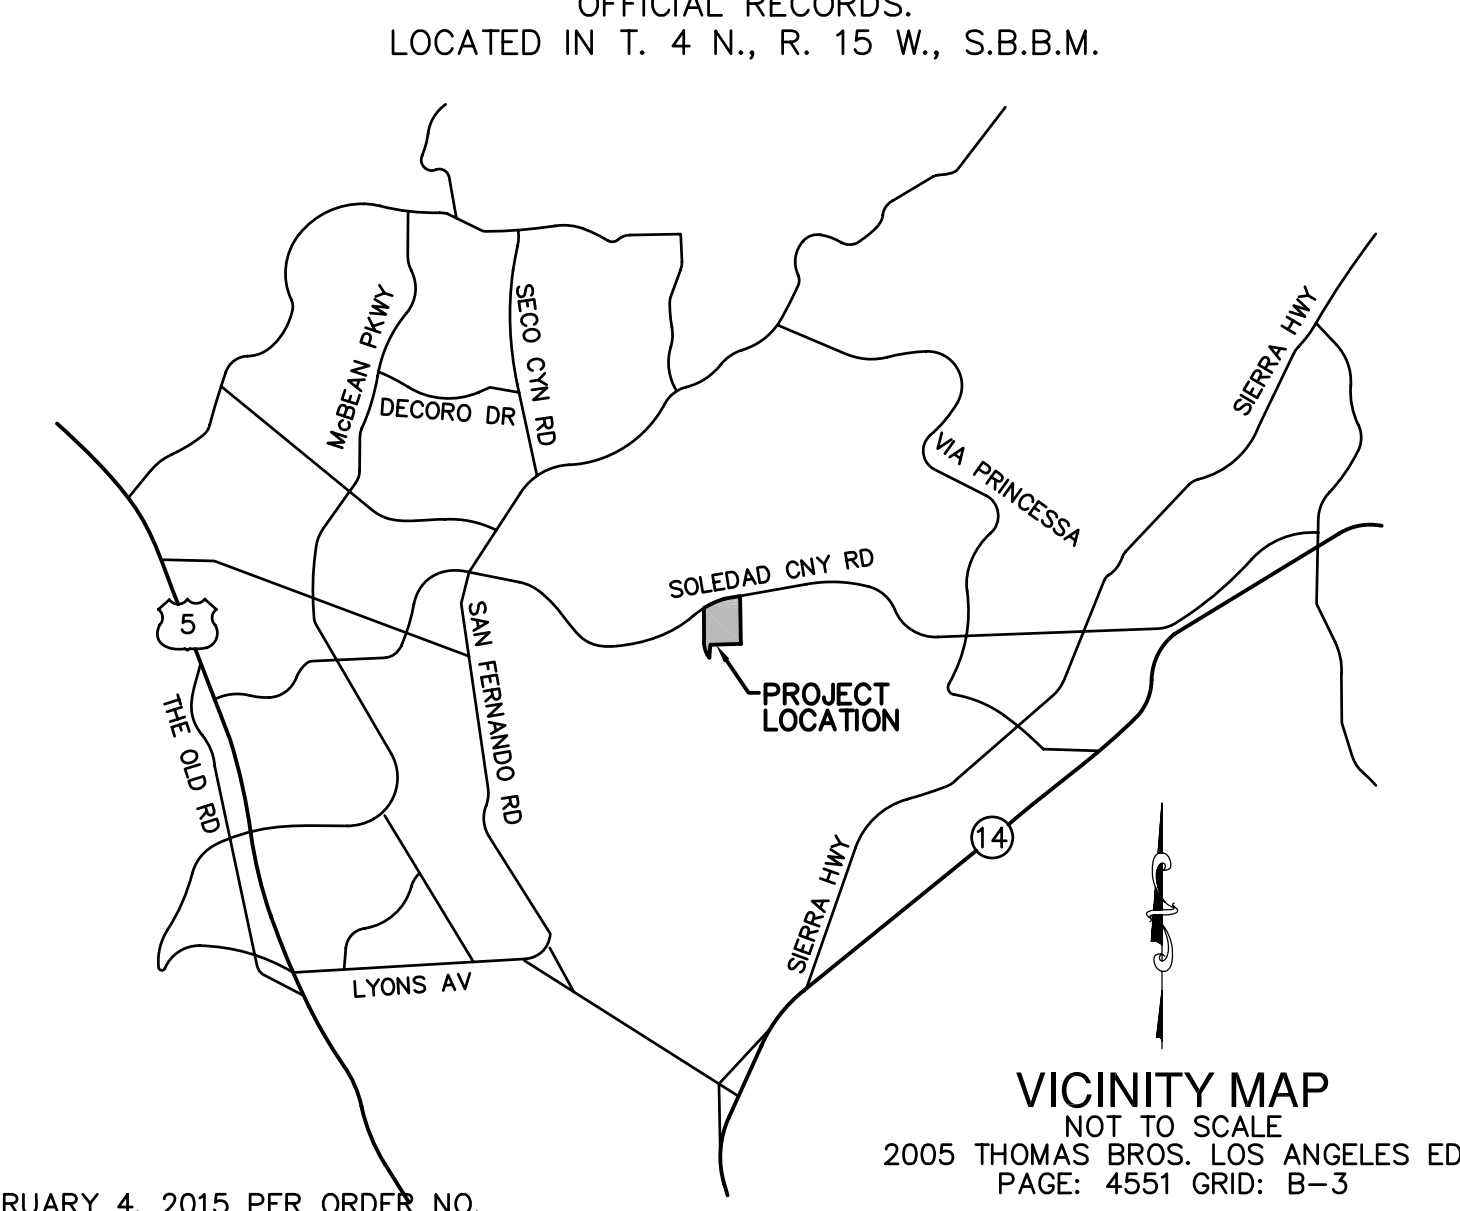 OFFICIAL RECORDS.
LOCATED IN T. 4 N., R. 15 W., S.B.B.M.
McBEAN PKWY
SECO CYN RD
DECORO DR
SIERRA HWY
VIA PRINCESSA
SOLEDAD CNY RD
5
SAN FERNANDO RD
PROJECT
LOCATION
THE OLD RD
14
SIERRA HWY
LYONS AV
VICINITY MAP
NOT TO SCALE
2005 THOMAS BROS. LOS ANGELES ED
PAGE: 4551 GRID: B-3
RUARY 4, 2015 PER ORDER NO.